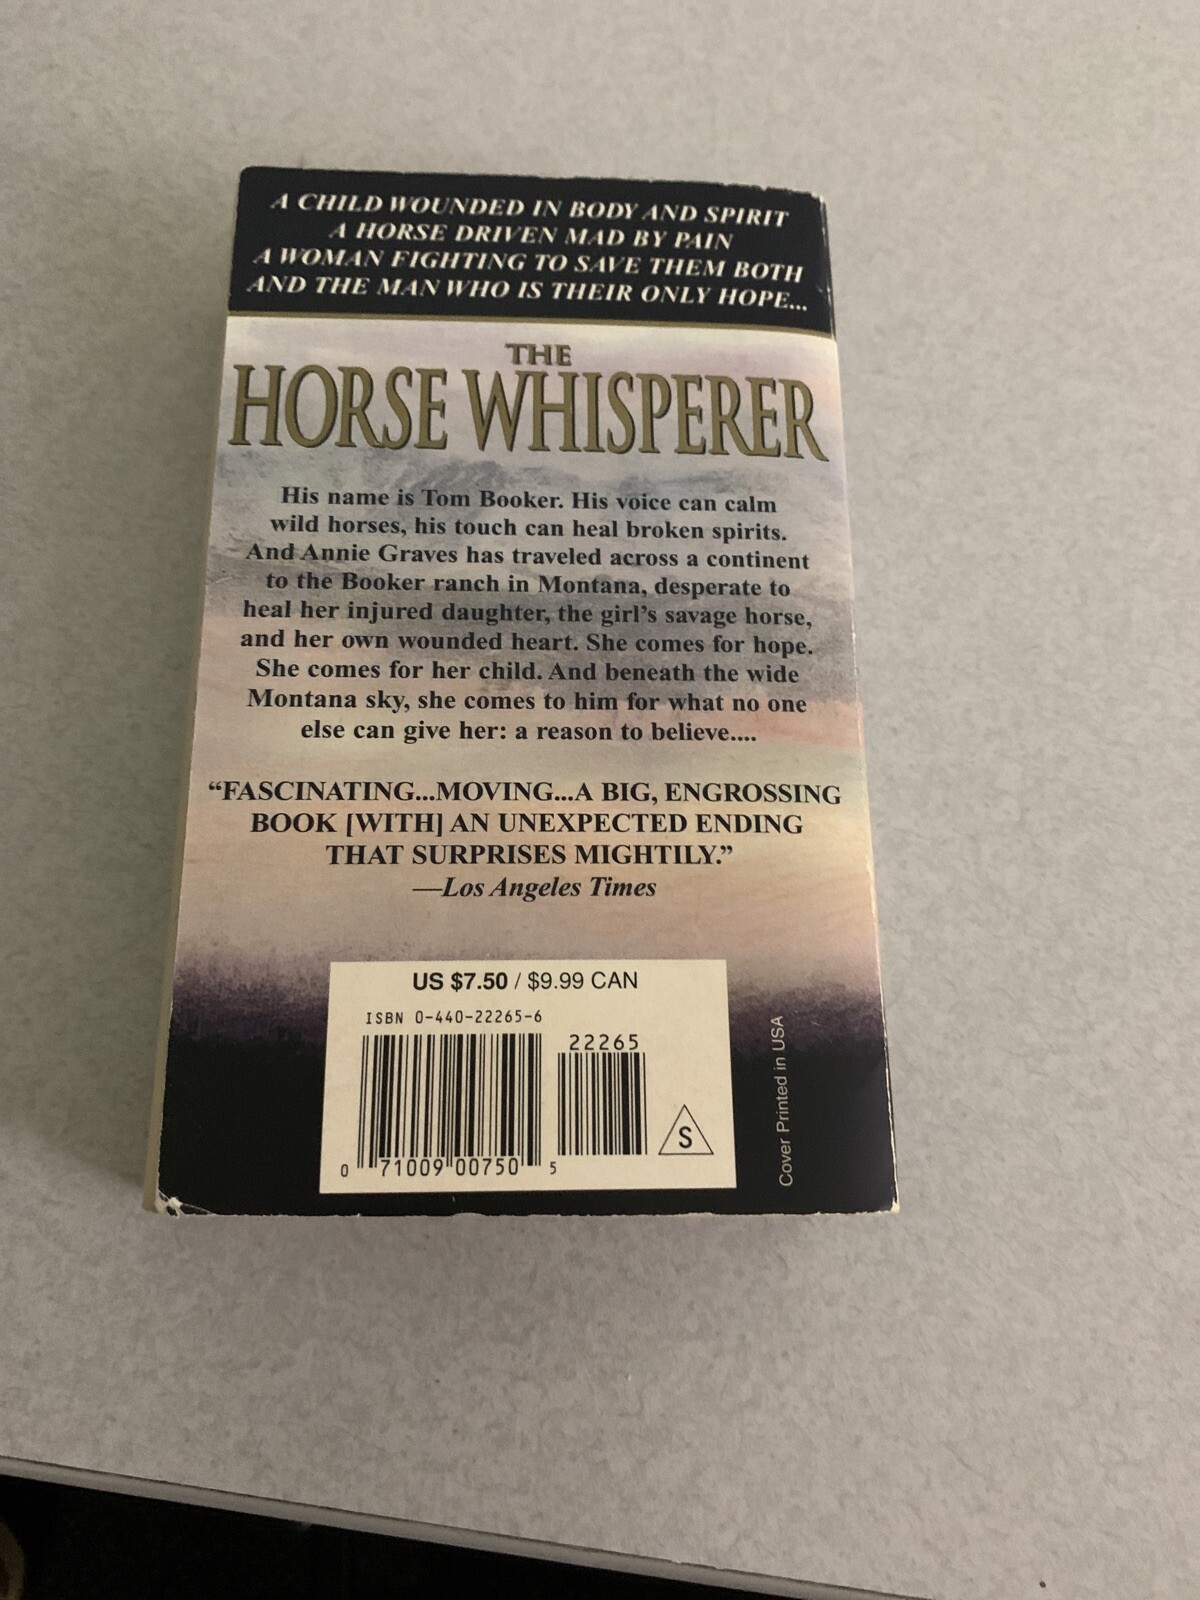 A CHILD WOUNDED IN BODY AND SPIRIT
A HORSE DRIVEN MAD BY PAIN
A WOMAN FIGHTING TO SAVE THEM BOTH
AND THE MAN WHO IS THEIR ONLY HOPE...
THE
HORSE WHISPERER
His name is Tom Booker. His voice can calm
wild horses, his touch can heal broken spirits.
And Annie Graves has traveled across a continent
to the Booker ranch in Montana, desperate to
heal her injured daughter, the girl's savage horse,
and her own wounded heart. She comes for hope.
She comes for her child. And beneath the wide
Montana sky, she comes to him for what no one
else can give her: a reason to believe....
“FASCINATING...MOVING...A BIG, ENGROSSING
BOOK [WITH] AN UNEXPECTED ENDING
THAT SURPRISES MIGHTILY.”
—Los Angeles Times
US $7.50 / $9.99 CAN
ISBN 0-440-22265-6
22265
0 71009 00750 5
S
Cover Printed in USA